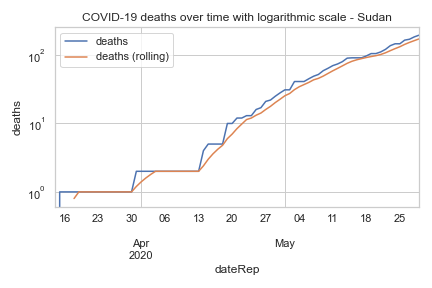 COVID-19 deaths over time with logarithmic scale - Sudan
deaths
deaths (rolling)
10²
10¹
10⁰
deaths
16 23 30 06 13 20 27 04 11 18 25
Apr May
2020
dateRep